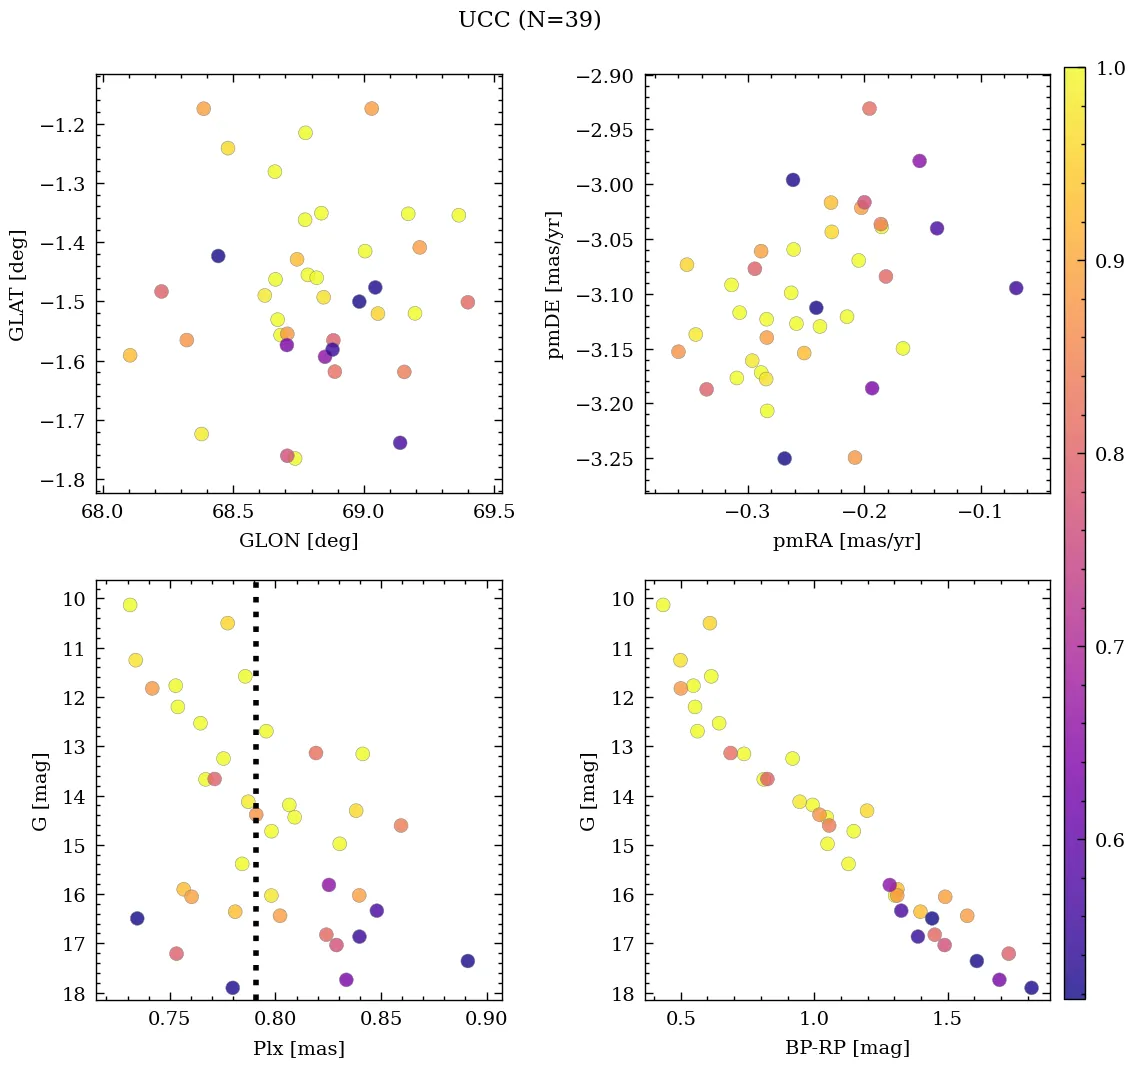 UCC (N=39)
−1.2
−1.3
−1.4
−1.5
−1.6
−1.7
−1.8
GLAT [deg]
68.0 68.5 69.0 69.5
GLON [deg]
−2.90
−2.95
−3.00
−3.05
−3.10
−3.15
−3.20
−3.25
pmDE [mas/yr]
−0.3 −0.2 −0.1
pmRA [mas/yr]
1.0
0.9
0.8
0.7
0.6
10
11
12
13
14
15
16
17
18
G [mag]
0.75 0.80 0.85 0.90
Plx [mas]
10
11
12
13
14
15
16
17
18
G [mag]
0.5 1.0 1.5
BP-RP [mag]